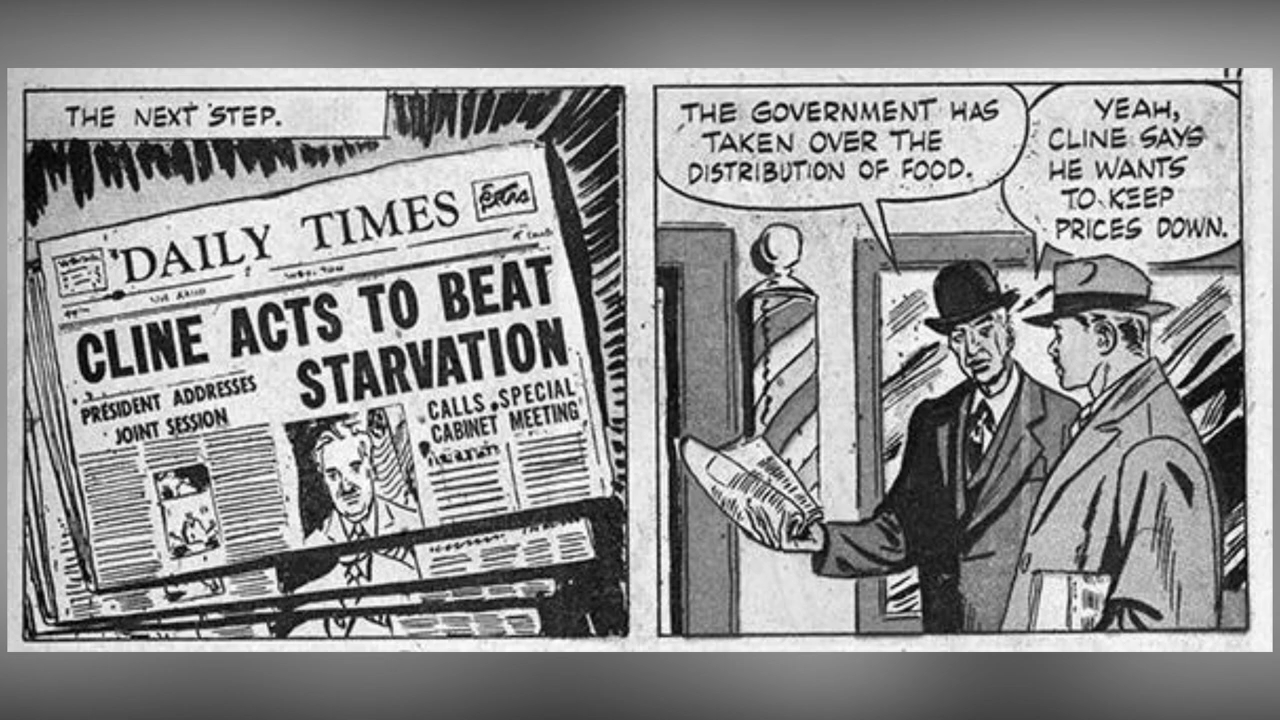 THE NEXT STEP.
DAILY TIMES
Extra
CLINE ACTS TO BEAT
STARVATION
PRESIDENT ADDRESSES
JOINT SESSION
CALLS SPECIAL
CABINET MEETING
THE GOVERNMENT HAS
TAKEN OVER THE
DISTRIBUTION OF FOOD.
YEAH,
CLINE SAYS
HE WANTS
TO KEEP
PRICES DOWN.